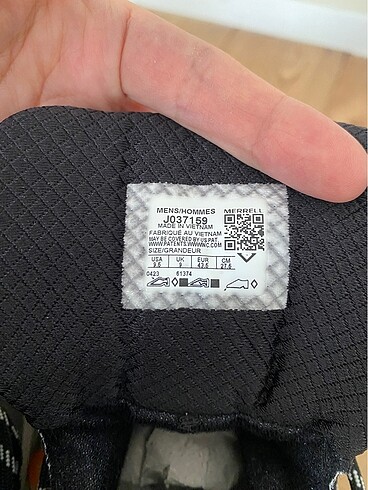 MENS/HOMMES MERRELL
J037159
MADE IN VIETNAM
FABRIQUÉ AU VIETNAM
MAY BE COVERED BY US PAT.
WWW.PATENTS.WWWINC.COM
SIZE/GRANDEUR
USA UK EUR CM
9.5 9 43.5 27.5
0423 61374